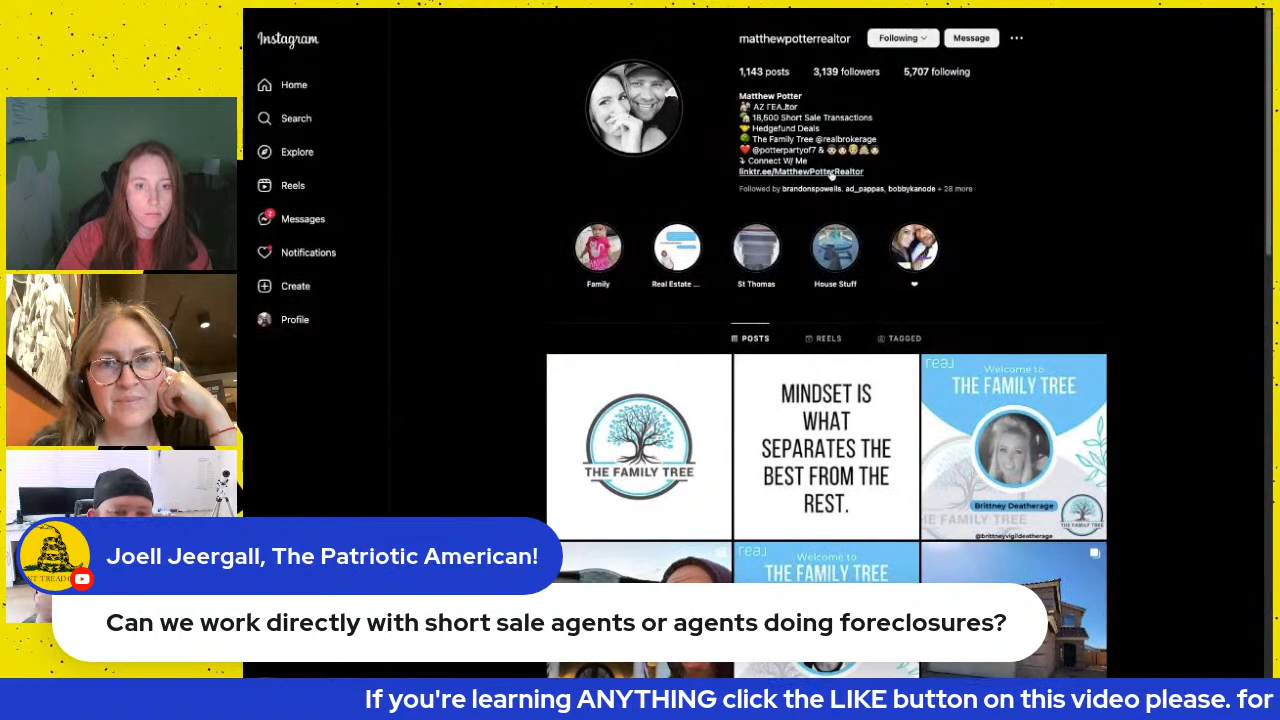 Instagram
Home
Search
Explore
Reels
2
Messages
Notifications
Create
Profile
matthewpotterrealtor
Following
Message
1,143 posts
3,139 followers
5,707 following
Matthew Potter
18,500 Short Sale Transactions
Hedgefund Deals
The Family Tree @realbrokerage
@potterpartyof7 &
Connect W/ Me
linktr.ee/MatthewPotterRealtor
Followed by brandonspowells, ad_pappas, bobbykanode + 28 more
Family
Real Estate ...
St Thomas
House Stuff
POSTS
REELS
TAGGED
THE FAMILY TREE
MINDSET IS
WHAT
SEPARATES THE
BEST FROM THE
REST.
real
Welcome to
THE FAMILY TREE
Brittney Deatherage
THE FAMILY TREE
@brittneyvigildeatherage
real
Welcome to
THE FAMILY TREE
Joell Jeergall, The Patriotic American!
Can we work directly with short sale agents or agents doing foreclosures?
If you're learning ANYTHING click the LIKE button on this video please. for